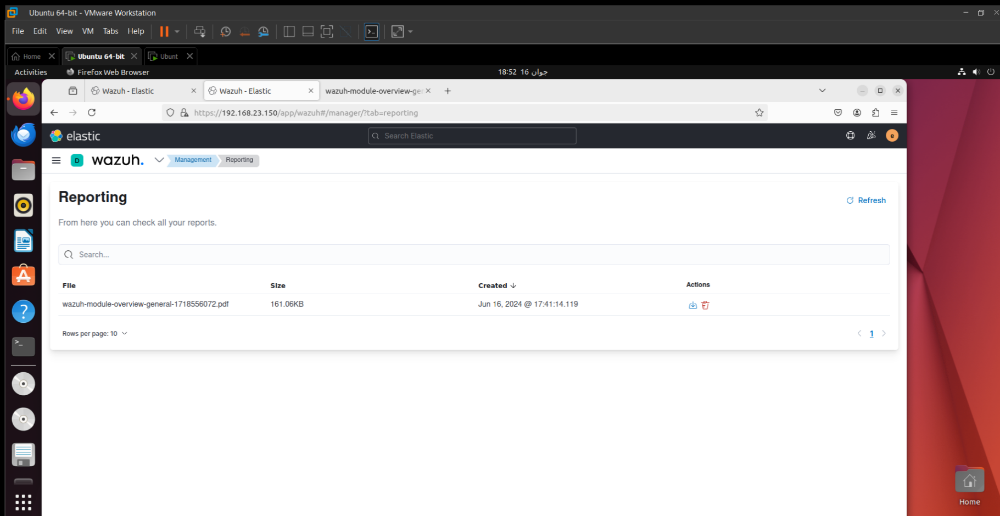 Ubuntu 64-bit - VMware Workstation
File Edit View VM Tabs Help
Home Ubuntu 64-bit Ubunt
Activities Firefox Web Browser 18:52 16 جوان
Wazuh - Elastic Wazuh - Elastic wazuh-module-overview-ger
https://192.168.23.150/app/wazuh#/manager/?tab=reporting
elastic Search Elastic e
D wazuh. Management Reporting
Reporting
Refresh
From here you can check all your reports.
Search...
File Size Created Actions
wazuh-module-overview-general-1718556072.pdf 161.06KB Jun 16, 2024 @ 17:41:14.119
Rows per page: 10 1
Home